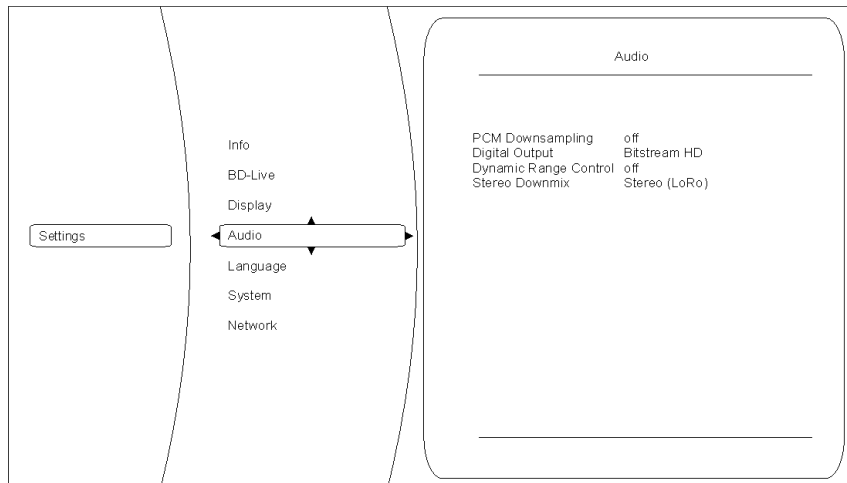 Settings
Info
BD-Live
Display
Audio
Language
System
Network
Audio
PCM Downsampling off
Digital Output Bitstream HD
Dynamic Range Control off
Stereo Downmix Stereo (LoRo)